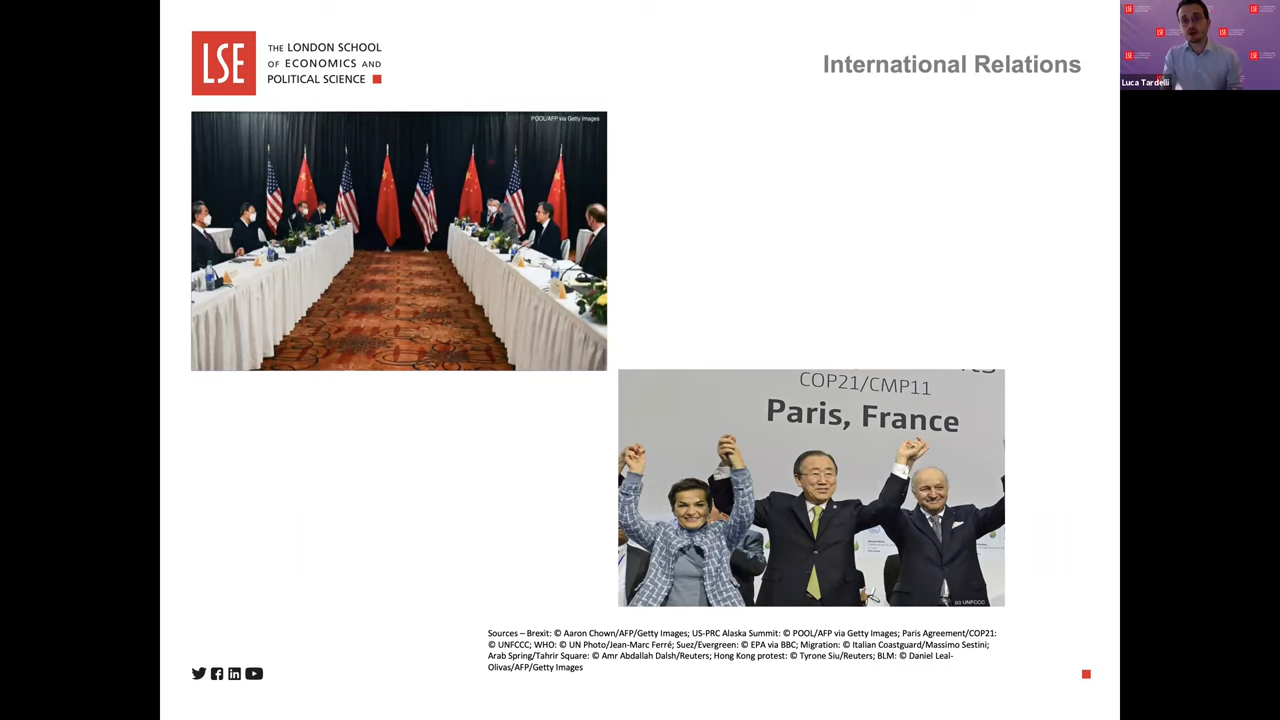 LSE
THE LONDON SCHOOL
OF ECONOMICS AND
POLITICAL SCIENCE
International Relations
Luca Tardelli
POOL/AFP via Getty Images
COP21/CMP11
Paris, France
(c) UNFCCC
Sources – Brexit: © Aaron Chown/AFP/Getty Images; US-PRC Alaska Summit: © POOL/AFP via Getty Images; Paris Agreement/COP21:
© UNFCCC; WHO: © UN Photo/Jean-Marc Ferré; Suez/Evergreen: © EPA via BBC; Migration: © Italian Coastguard/Massimo Sestini;
Arab Spring/Tahrir Square: © Amr Abdallah Dalsh/Reuters; Hong Kong protest: © Tyrone Siu/Reuters; BLM: © Daniel Leal-
Olivas/AFP/Getty Images